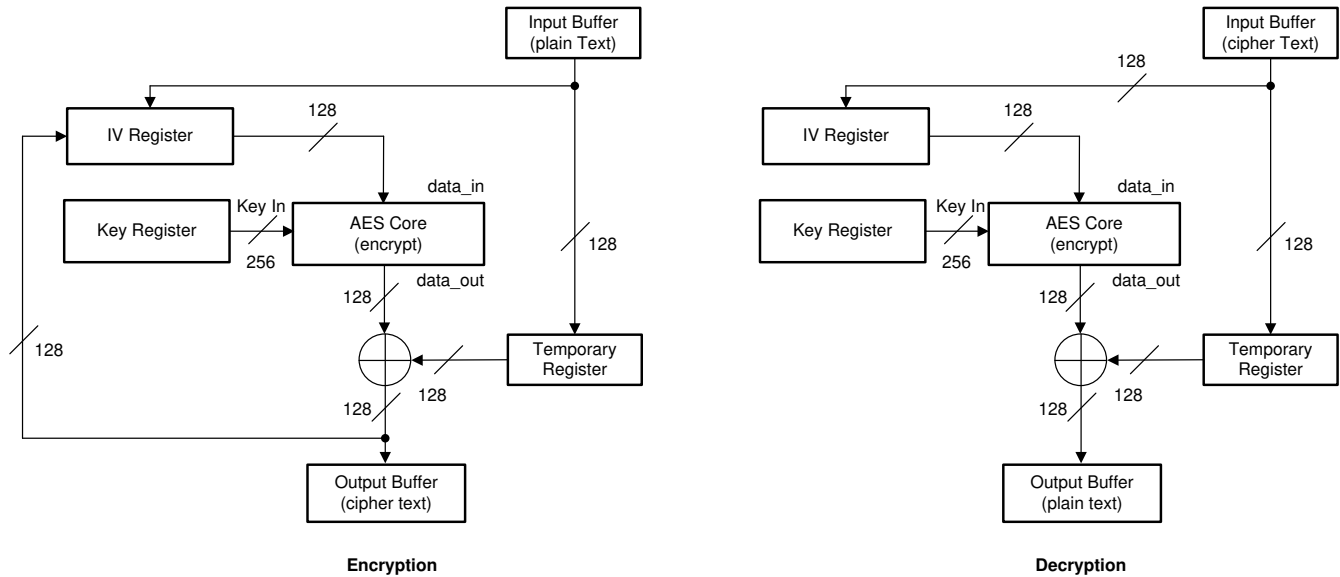 Input Buffer
(plain Text)
128
IV Register
data_in
Key Register
Key In
256
AES Core
(encrypt)
128
128
data_out
128
Temporary
Register
128
128
Output Buffer
(cipher text)
Encryption
Input Buffer
(cipher Text)
128
128
IV Register
data_in
Key Register
Key In
256
AES Core
(encrypt)
128
128
data_out
Temporary
Register
128
128
Output Buffer
(plain text)
Decryption